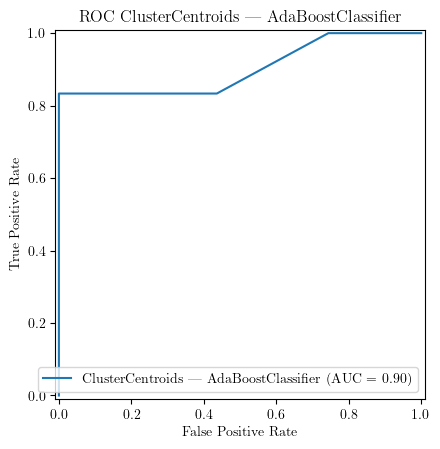 ROC ClusterCentroids — AdaBoostClassifier
1.0
0.8
0.6
0.4
0.2
0.0
True Positive Rate
ClusterCentroids — AdaBoostClassifier (AUC = 0.90)
0.0 0.2 0.4 0.6 0.8 1.0
False Positive Rate